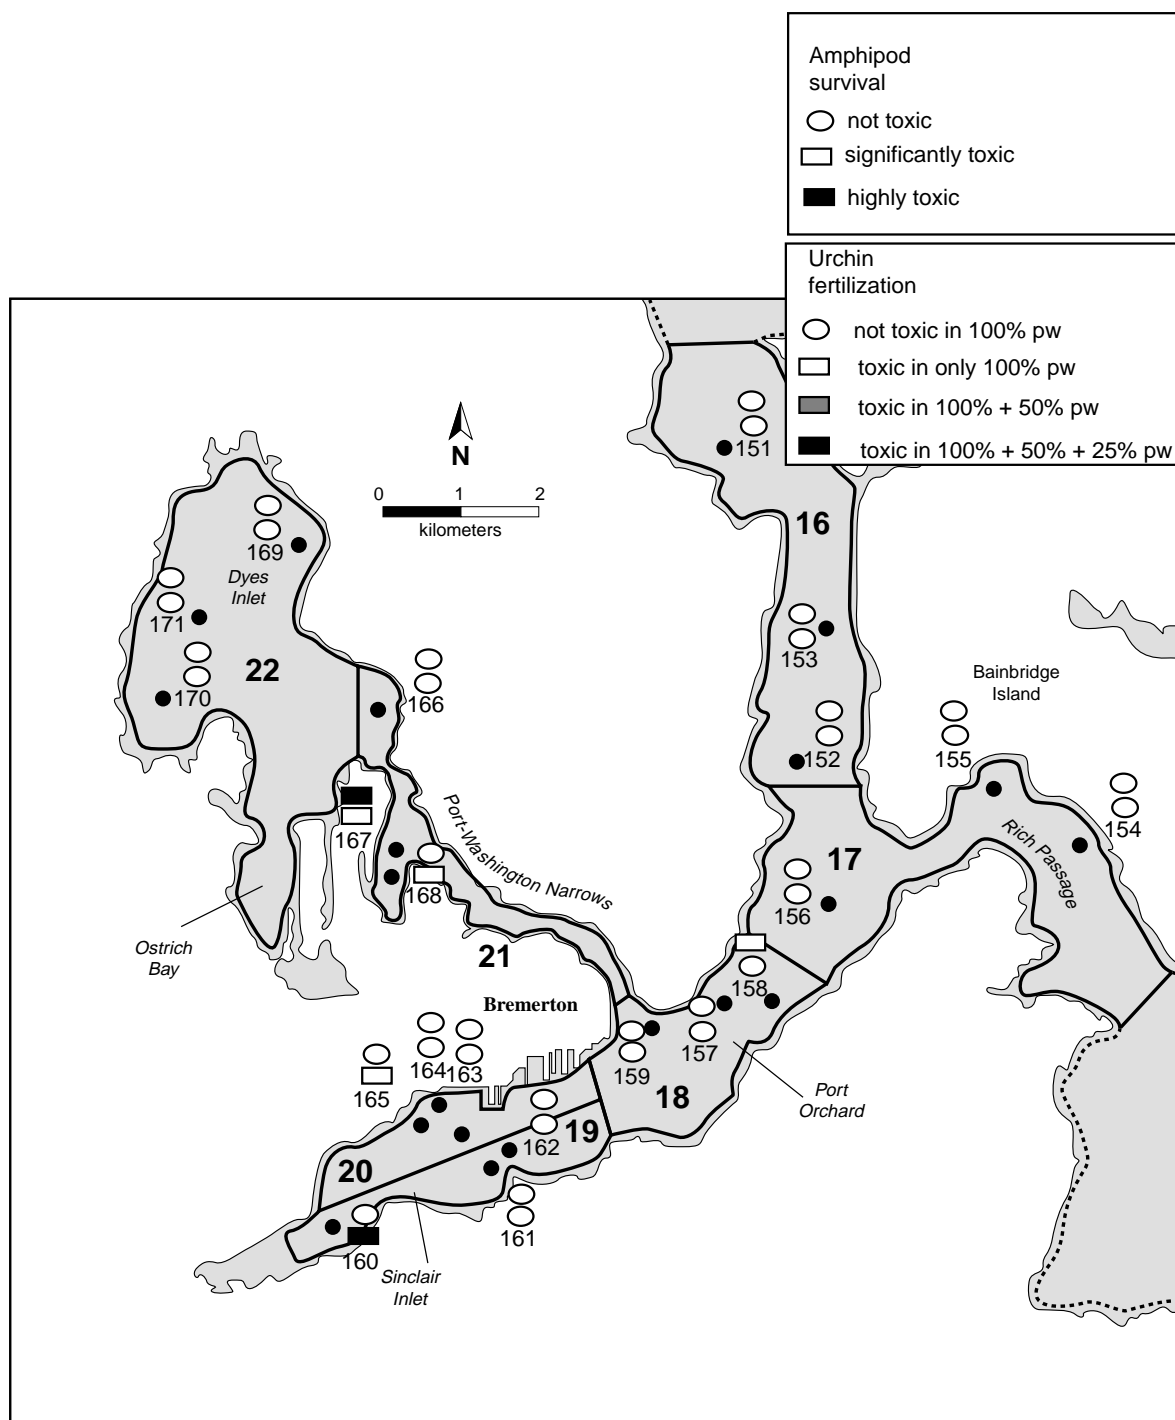 Amphipod
survival
not toxic
significantly toxic
highly toxic
Urchin
fertilization
not toxic in 100% pw
toxic in only 100% pw
toxic in 100% + 50% pw
toxic in 100% + 50% + 25% pw
N
0 1 2
kilometers
151
16
169
Dyes
Inlet
171
170
22
166
153
152
Bainbridge
Island
155
154
167
168
Port-Washington Narrows
17
Rich Passage
156
Ostrich
Bay
21
Bremerton
158
157
159
164
163
165
18
Port
Orchard
162
19
20
161
160
Sinclair
Inlet